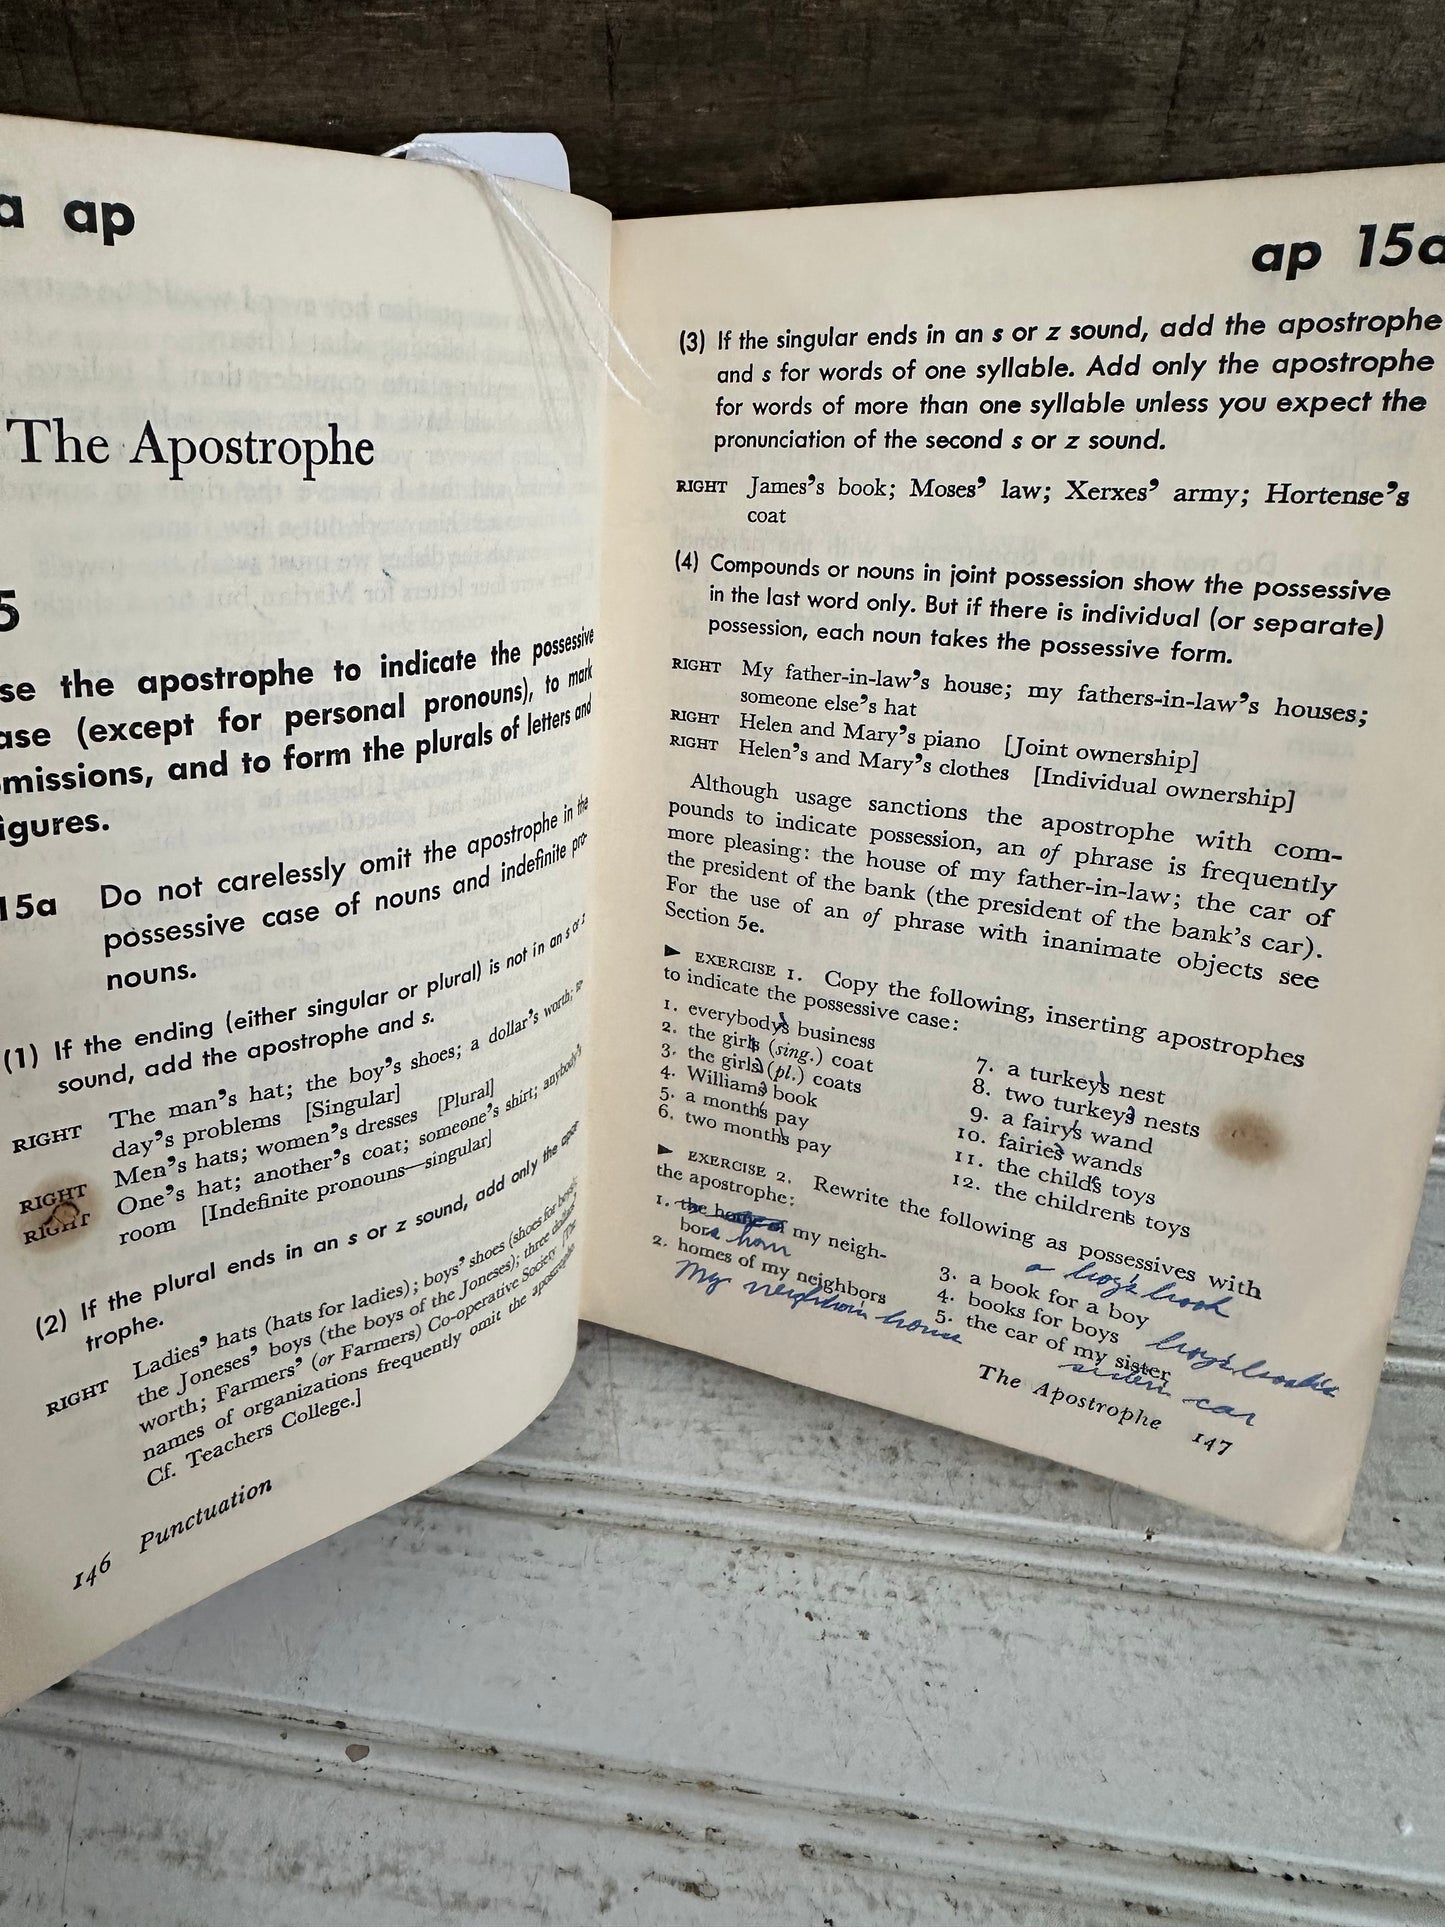 a ap
The Apostrophe
5
se the apostrophe to indicate the possessive
ase (except for personal pronouns), to mark
missions, and to form the plurals of letters and
igures.
15a Do not carelessly omit the apostrophe in the
possessive case of nouns and indefinite pro-
nouns.
(1) If the ending (either singular or plural) is not in an s or z
sound, add the apostrophe and s.
RIGHT The man's hat; the boy's shoes; a dollar's worth; to-
day's problems [Singular]
RIGHT Men's hats; women's dresses [Plural]
RIGHT One's hat; another's coat; someone's shirt; anybody's
room [Indefinite pronouns—singular]
(2) If the plural ends in an s or z sound, add only the apos-
trophe.
RIGHT Ladies' hats (hats for ladies); boys' shoes (shoes for boys);
the Joneses' boys (the boys of the Joneses); three dollars'
worth; Farmers' (or Farmers) Co-operative Society [The
names of organizations frequently omit the apostrophe
Cf. Teachers College.]
146 Punctuation
ap 15a
(3) If the singular ends in an s or z sound, add the apostrophe
and s for words of one syllable. Add only the apostrophe
for words of more than one syllable unless you expect the
pronunciation of the second s or z sound.
RIGHT James's book; Moses' law; Xerxes' army; Hortense's
coat
(4) Compounds or nouns in joint possession show the possessive
in the last word only. But if there is individual (or separate)
possession, each noun takes the possessive form.
RIGHT My father-in-law's house; my fathers-in-law's houses;
someone else's hat
RIGHT Helen and Mary's piano [Joint ownership]
RIGHT Helen's and Mary's clothes [Individual ownership]
Although usage sanctions the apostrophe with com-
pounds to indicate possession, an of phrase is frequently
more pleasing: the house of my father-in-law; the car of
the president of the bank (the president of the bank's car).
For the use of an of phrase with inanimate objects see
Section 5e.
► EXERCISE 1. Copy the following, inserting apostrophes
to indicate the possessive case:
1. everybody's business
2. the girl's (sing.) coat
3. the girls' (pl.) coats
4. Williams' book
5. a month's pay
6. two month's pay
7. a turkey's nest
8. two turkeys' nests
9. a fairy's wand
10. fairies' wands
11. the child's toys
12. the children's toys
► EXERCISE 2. Rewrite the following as possessives with
the apostrophe:
1. the home of my neigh-
bor
2. homes of my neighbors
My neighbors
3. a book for a boy
a boy's book
4. books for boys
boy's
5. the car of my sister
car
The Apostrophe 147